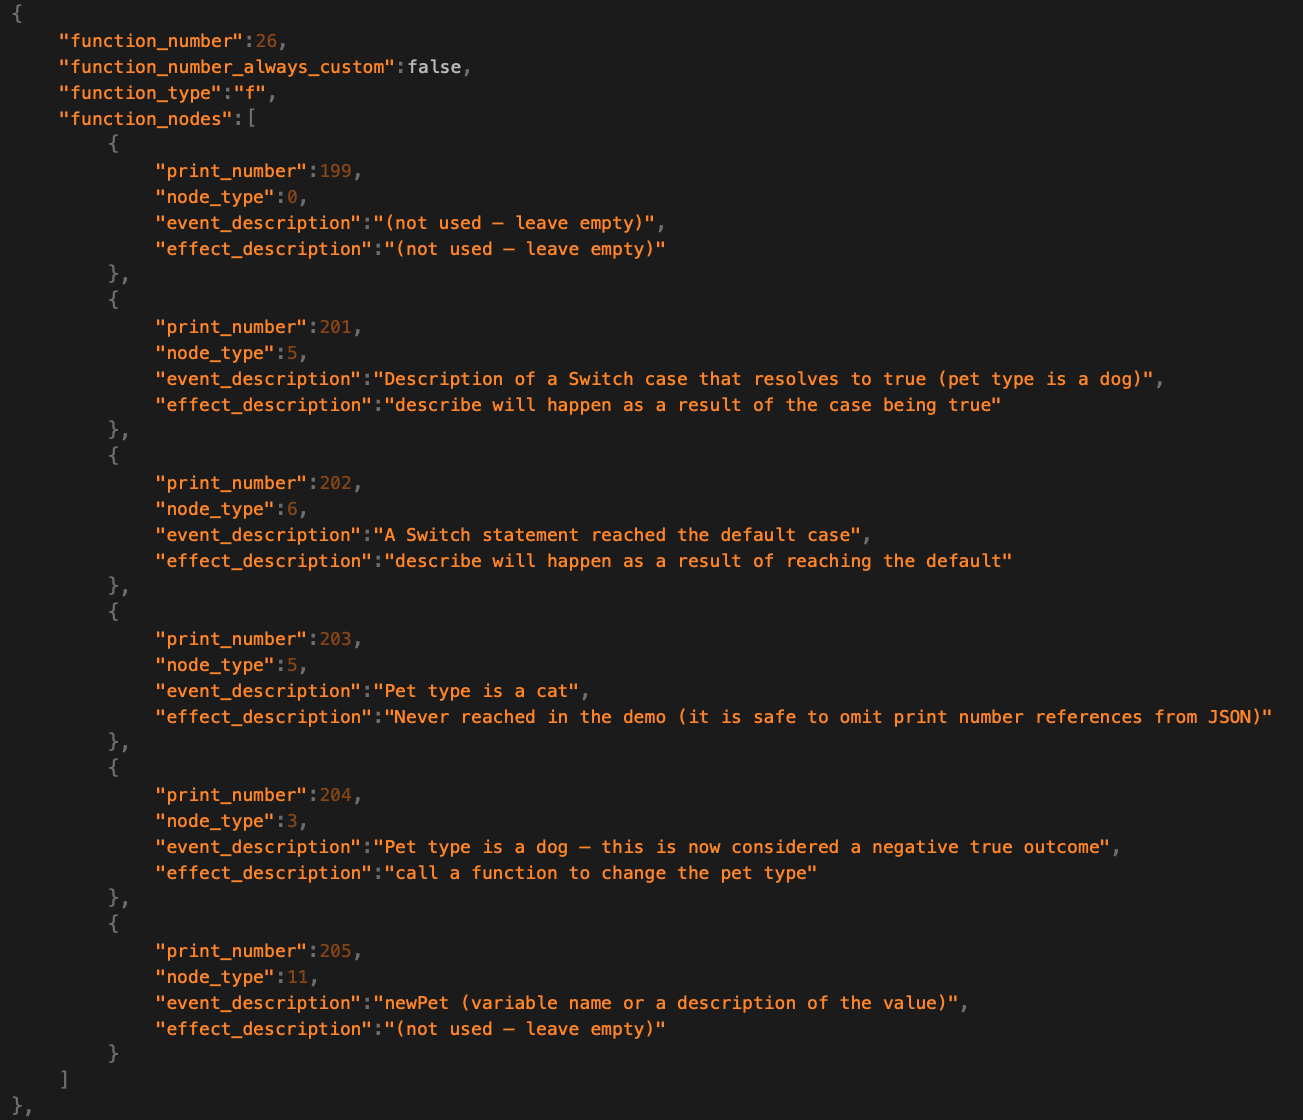 {
    "function_number":26,
    "function_number_always_custom":false,
    "function_type":"f",
    "function_nodes":[
        {
            "print_number":199,
            "node_type":0,
            "event_description":"(not used – leave empty)",
            "effect_description":"(not used – leave empty)"
        },
        {
            "print_number":201,
            "node_type":5,
            "event_description":"Description of a Switch case that resolves to true (pet type is a dog)",
            "effect_description":"describe will happen as a result of the case being true"
        },
        {
            "print_number":202,
            "node_type":6,
            "event_description":"A Switch statement reached the default case",
            "effect_description":"describe will happen as a result of reaching the default"
        },
        {
            "print_number":203,
            "node_type":5,
            "event_description":"Pet type is a cat",
            "effect_description":"Never reached in the demo (it is safe to omit print number references from JSON)"
        },
        {
            "print_number":204,
            "node_type":3,
            "event_description":"Pet type is a dog – this is now considered a negative true outcome",
            "effect_description":"call a function to change the pet type"
        },
        {
            "print_number":205,
            "node_type":11,
            "event_description":"newPet (variable name or a description of the value)",
            "effect_description":"(not used – leave empty)"
        }
    ]
},